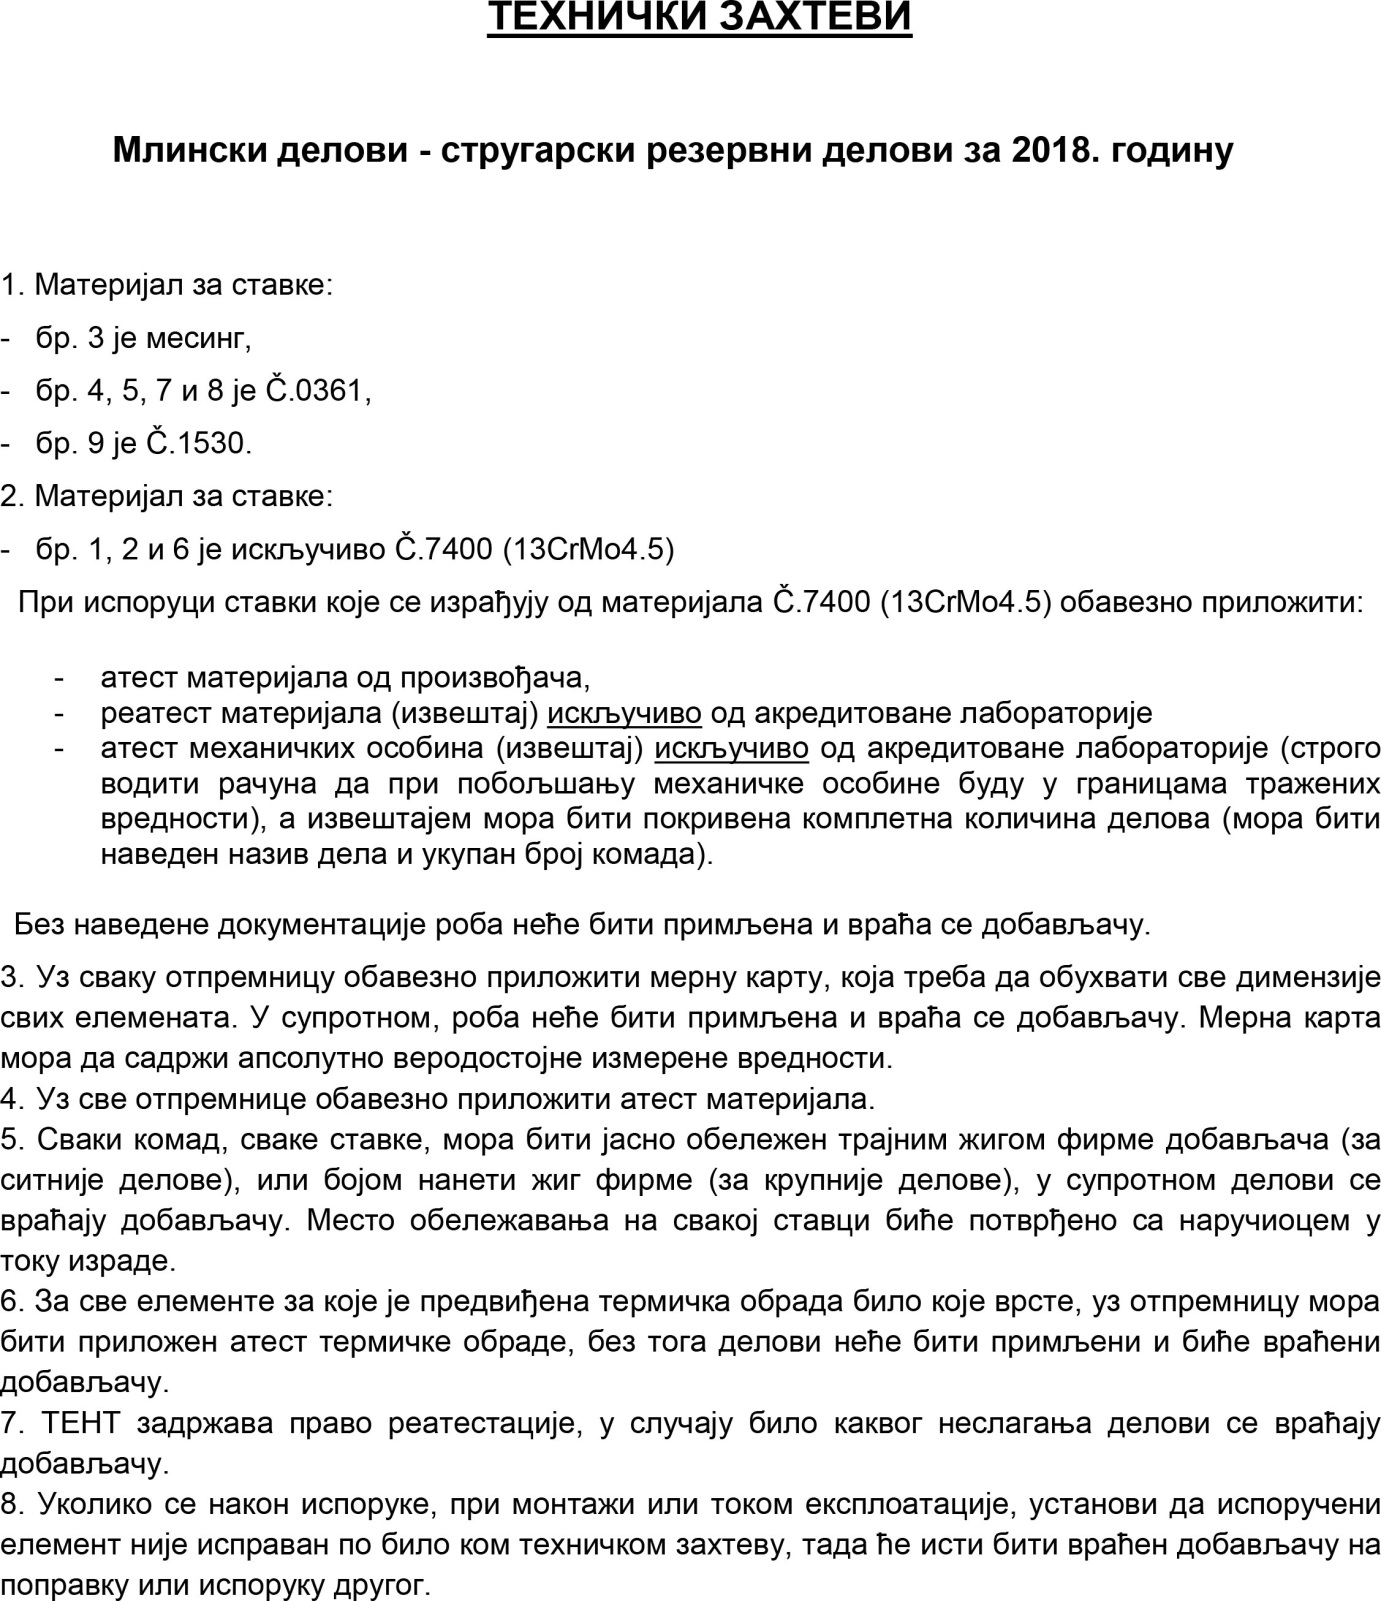 ТЕХНИЧКИ ЗАХТЕВИ
Млински делови - стругарски резервни делови за 2018. годину
1. Материјал за ставке:
- бр. 3 је месинг,
- бр. 4, 5, 7 и 8 је Č.0361,
- бр. 9 је Č.1530.
2. Материјал за ставке:
- бр. 1, 2 и 6 је искључиво Č.7400 (13CrMo4.5)
При испоруци ставки које се израђују од материјала Č.7400 (13CrMo4.5) обавезно приложити:
- атест материјала од произвођача,
- реатест материјала (извештај) искључиво од акредитоване лабораторије
- атест механичких особина (извештај) искључиво од акредитоване лабораторије (строго
водити рачуна да при побољшању механичке особине буду у границама тражених
вредности), а извештајем мора бити покривена комплетна количина делова (мора бити
наведен назив дела и укупан број комада).
Без наведене документације роба неће бити примљена и враћа се добављачу.
3. Уз сваку отпремницу обавезно приложити мерну карту, која треба да обухвати све димензије
свих елемената. У супротном, роба неће бити примљена и враћа се добављачу. Мерна карта
мора да садржи апсолутно веродостојне измерене вредности.
4. Уз све отпремнице обавезно приложити атест материјала.
5. Сваки комад, сваке ставке, мора бити јасно обележен трајним жигом фирме добављача (за
ситније делове), или бојом нанети жиг фирме (за крупније делове), у супротном делови се
враћају добављачу. Место обележавања на свакој ставци биће потврђено са наручиоцем у
току израде.
6. За све елементе за које је предвиђена термичка обрада било које врсте, уз отпремницу мора
бити приложен атест термичке обраде, без тога делови неће бити примљени и биће враћени
добављачу.
7. ТЕНТ задржава право реатестације, у случају било каквог неслагања делови се враћају
добављачу.
8. Уколико се након испоруке, при монтажи или током експлоатације, установи да испоручени
елемент није исправан по било ком техничком захтеву, тада ће исти бити враћен добављачу на
поправку или испоруку другог.